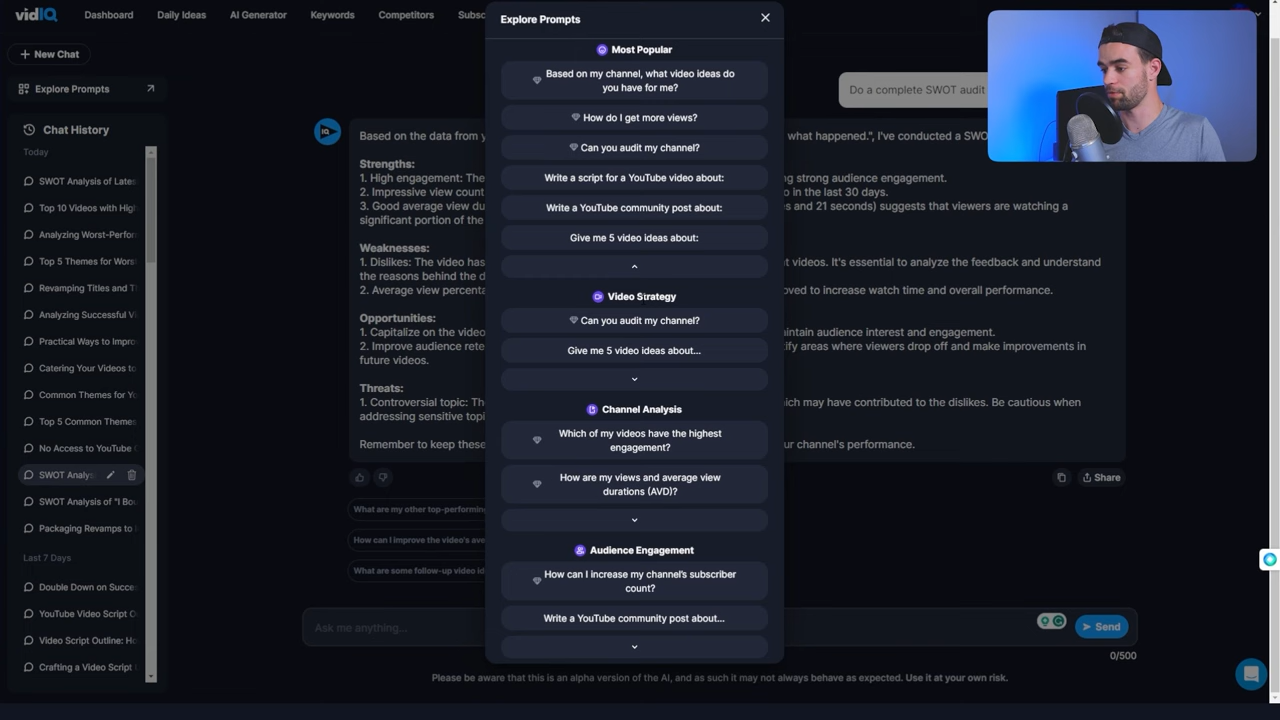 vidIQ
Dashboard
Daily Ideas
AI Generator
Keywords
Competitors
New Chat
Explore Prompts
Chat History
Today
SWOT Analysis of Lates
Top 10 Videos with High
Analyzing Worst-Perfor
Top 5 Themes for Worst
Revamping Titles and Th
Analyzing Successful Vi
Practical Ways to Impro
Catering Your Videos to
Common Themes for Yo
Top 5 Common Themes
No Access to YouTube
SWOT Analys
SWOT Analysis of "I Bou
Packaging Revamps to
Last 7 Days
Double Down on Succe
YouTube Video Script O
Video Script Outline: Ho
Crafting a Video Script
Explore Prompts
Most Popular
Based on my channel, what video ideas do
you have for me?
How do I get more views?
Can you audit my channel?
Write a script for a YouTube video about:
Write a YouTube community post about:
Give me 5 video ideas about:
Video Strategy
Can you audit my channel?
Give me 5 video ideas about...
Channel Analysis
Which of my videos have the highest
engagement?
How are my views and average view
durations (AVD)?
Audience Engagement
How can I increase my channel's subscriber
count?
Write a YouTube community post about...
Do a complete SWOT audit
Based on the data from what happened.", I've conducted a SWO
Strengths:
1. High engagement: The ng strong audience engagement.
2. Impressive view count o in the last 30 days.
3. Good average view du es and 21 seconds) suggests that viewers are watching a
significant portion of the
Weaknesses:
1. Dislikes: The video has t videos. It's essential to analyze the feedback and understand
the reasons behind the d
2. Average view percenta oved to increase watch time and overall performance.
Opportunities:
1. Capitalize on the video aintain audience interest and engagement.
2. Improve audience rete tify areas where viewers drop off and make improvements in
future videos.
Threats:
1. Controversial topic: The hich may have contributed to the dislikes. Be cautious when
addressing sensitive topi
Remember to keep these ur channel's performance.
Share
What are my other top-performing
How can I improve the video's ave
What are some follow-up video id
Ask me anything...
Send
0/500
Please be aware that this is an alpha version of the AI, and as such it may not always behave as expected. Use it at your own risk.